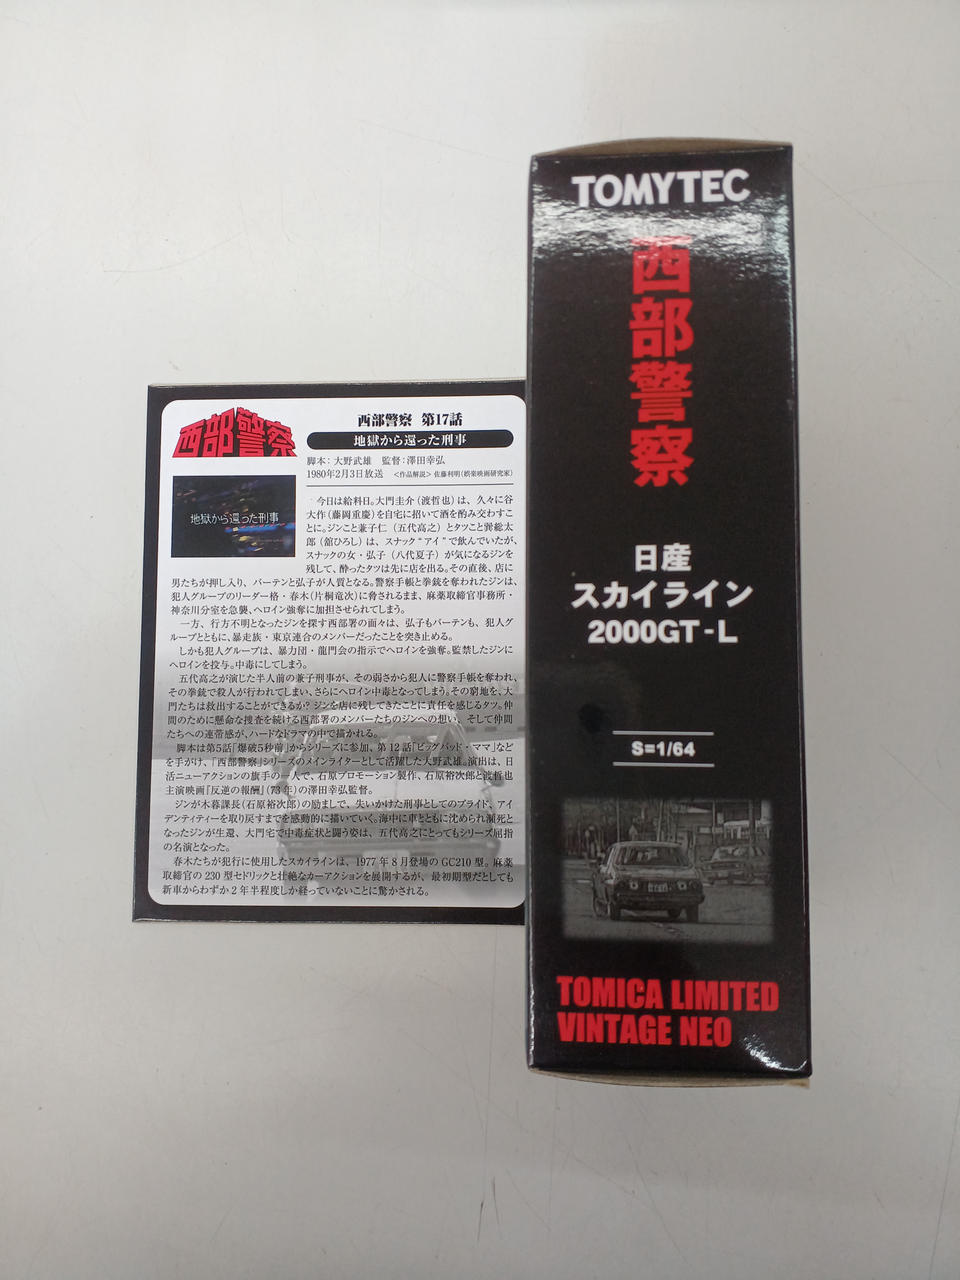 西部警察
西部警察 第17話
地獄から還った刑事
脚本：大野武雄 監督：澤田幸弘
1980年2月3日放送 <作品解説> 佐藤利明(娯楽映画研究家)
地獄から還った刑事
今日は給料日。大門圭介(渡哲也)は、久々に谷
大作(藤岡重慶)を自宅に招いて酒を酌み交わすこ
とに。ジンこと兼子仁(五代高之)とタツこと巽総太
郎(舘ひろし)は、スナック“アイ”で飲んでいたが、
スナックの女・弘子(八代夏子)が気になるジンを
残して、酔ったタツは先に店を出る。その直後、店に
男たちが押し入り、バーテンと弘子が人質となる。警察手帳と拳銃を奪われたジンは、
犯人グループのリーダー格・春木(片桐竜次)に脅されるまま、麻薬取締官事務所・
神奈川分室を急襲、ヘロイン強奪に加担させられてしまう。
一方、行方不明となったジンを探す西部署の面々は、弘子もバーテンも、犯人グ
ループとともに、暴走族・東京連合のメンバーだったことを突き止める。
しかも犯人グループは、暴力団・龍門会の指示でヘロインを強奪。監禁したジンに
ヘロインを投与。中毒にしてしまう。
五代高之が演じた半人前の兼子刑事が、その弱さから犯人に警察手帳を奪われ、
その拳銃で殺人が行われてしまい、さらにヘロイン中毒となってしまう。その窮地を、大
門たちは救出することができるか?ジンを店に残してきたことに責任を感じるタツ。仲
間のために懸命な捜査を続ける西部署のメンバーたちのジンへの想い、そして仲間
たちへの連帯感が、ハードなドラマの中で描かれる。
脚本は第5話「爆破5秒前」からシリーズに参加、第12話「ビッグバッド・ママ」など
を手がけ、「西部警察」シリーズのメインライターとして活躍した大野武雄。演出は、日
活ニューアクションの旗手の一人で、石原プロモーション製作、石原裕次郎と渡哲也
主演映画『反逆の報酬』(73年)の澤田幸弘監督。
ジンが木暮課長(石原裕次郎)の励ましで、失いかけた刑事としてのプライド、アイ
デンティティーを取り戻すまでを感動的に描いていく。海中に車とともに沈められ瀕死と
なったジンが生還、大門宅で中毒症状と闘う姿は、五代高之にとってもシリーズ屈指
の名演となった。
春木たちが犯行に使用したスカイラインは、1977年8月登場のGC210型。麻薬
取締官の230型セドリックと壮絶なカーアクションを展開するが、最初期型だとしても
新車からわずか2年半程度しか経っていないことに驚かされる。
TOMYTEC
西部警察
日産
スカイライン
2000GT-L
S=1/64
TOMICA LIMITED
VINTAGE NEO